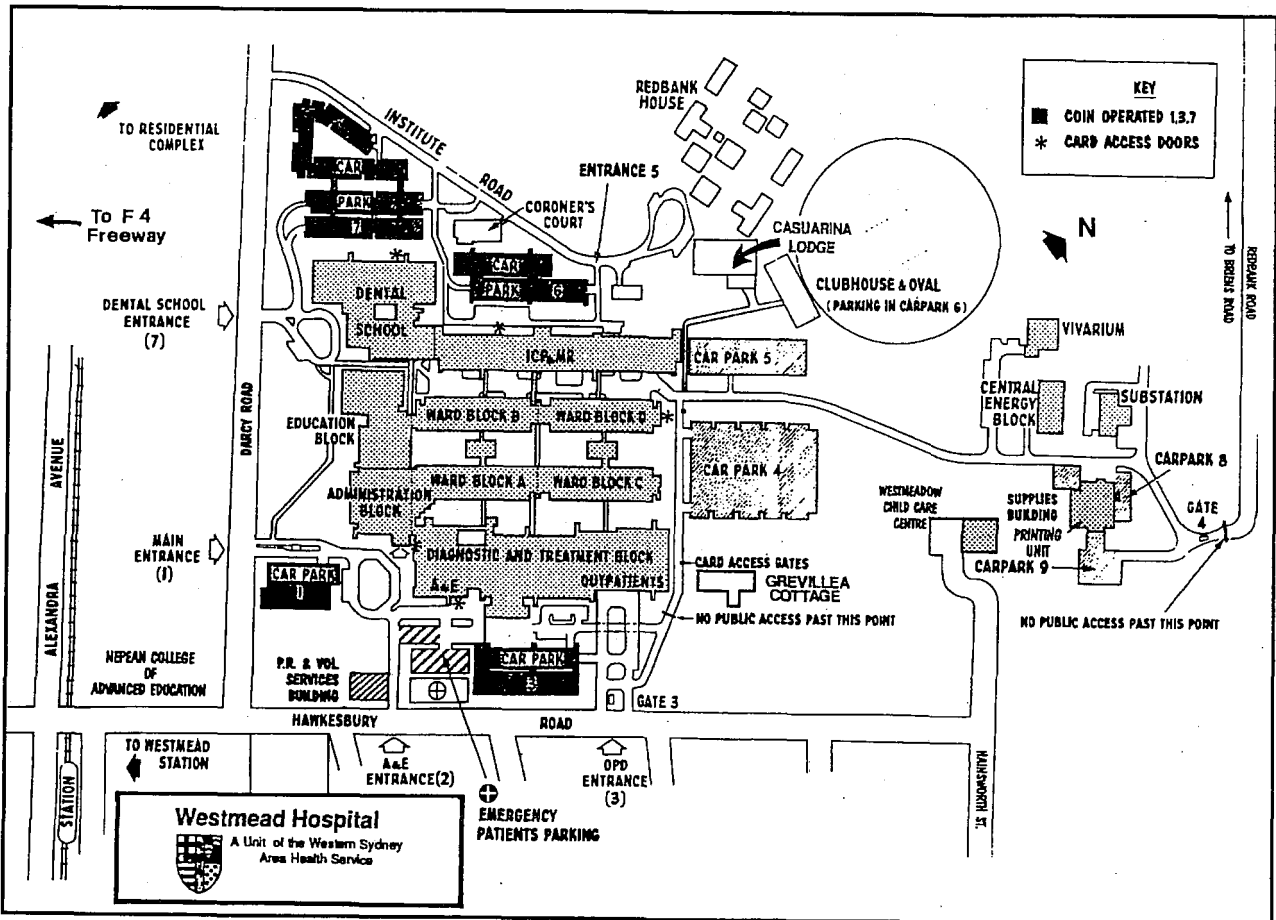 KEY
COIN OPERATED 1.3.7
* CARD ACCESS DOORS
REDBANK
HOUSE
TO RESIDENTIAL
COMPLEX
INSTITUTE
ROAD
ENTRANCE 5
CAR
PARK
7
CORONER'S
COURT
To F4
Freeway
CASUARINA
LODGE
N
TO BRIENS ROAD
REDBANK ROAD
CAR
PARK 6
CLUBHOUSE & OVAL
(PARKING IN CARPARK 6)
DENTAL
SCHOOL
DENTAL SCHOOL
ENTRANCE
(7)
VIVARIUM
ICPMR
CAR PARK 5
CENTRAL
ENERGY
BLOCK
SUBSTATION
DARCY ROAD
EDUCATION
BLOCK
WARD BLOCK B
WARD BLOCK D
ALEXANDRA AVENUE
CAR PARK 4
CARPARK 8
WARD BLOCK A
WARD BLOCK C
ADMINISTRATION
BLOCK
WESTMEADOW
CHILD CARE
CENTRE
SUPPLIES
BUILDING
PRINTING
UNIT
GATE
4
CARPARK 9
MAIN
ENTRANCE
(1)
DIAGNOSTIC AND TREATMENT BLOCK
OUTPATIENTS
CARD ACCESS GATES
CAR PARK
1
A&E
GREVILLEA
COTTAGE
NO PUBLIC ACCESS PAST THIS POINT
NO PUBLIC ACCESS PAST THIS POINT
NEPEAN COLLEGE
OF
ADVANCED EDUCATION
P.R. & VOL.
SERVICES
BUILDING
CAR PARK
3
GATE 3
HAWKESBURY ROAD
TO WESTMEAD
STATION
A&E
ENTRANCE(2)
OPD
ENTRANCE
(3)
HAINSWORTH ST.
STATION
EMERGENCY
PATIENTS PARKING
Westmead Hospital
A Unit of the Western Sydney
Area Health Service